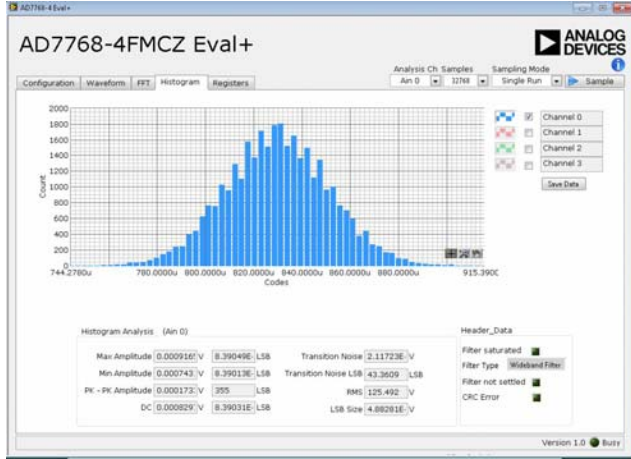 AD7768-4 Eval+
AD7768-4FMCZ Eval+
ANALOG
DEVICES
Analysis Ch Samples Sampling Mode
Configuration Waveform FFT Histogram Registers
Ain 0 32768 Single Run Sample
2000
1800
1600
1400
1200
1000
800
600
400
200
0
Count
744.2780u 780.0000u 800.0000u 820.0000u 840.0000u 860.0000u 880.0000u 915.390
Codes
Channel 0
Channel 1
Channel 2
Channel 3
Save Data
Histogram Analysis (Ain 0)
Max Amplitude 0.000916 V 8.39049E- LSB
Min Amplitude 0.000743 V 8.39013E- LSB
PK - PK Amplitude 0.000173 V 355 LSB
DC 0.000829 V 8.39031E- LSB
Transition Noise 2.11723E- V
Transition Noise LSB 43.3609 LSB
RMS 125.492 V
LSB Size 4.88281E- V
Header_Data
Filter saturated
Filter Type Wideband Filter
Filter not settled
CRC Error
Version 1.0 Busy